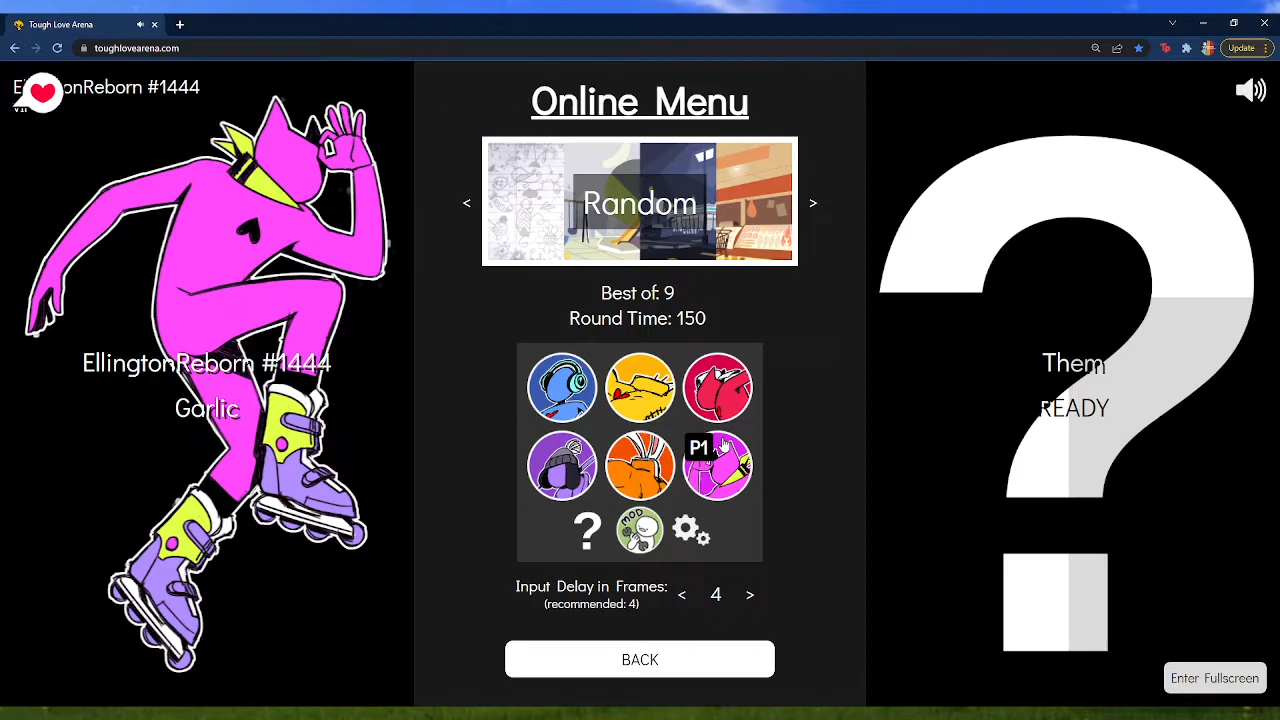 Tough Love Arena
toughlovearena.com
Update
EllingtonReborn #1444
Online Menu
<
Random
>
Best of: 9
Round Time: 150
EllingtonReborn #1444
Garlic
Them
READY
P1
?
MOD
Input Delay in Frames:
(recommended: 4)
< 4 >
BACK
Enter Fullscreen
?